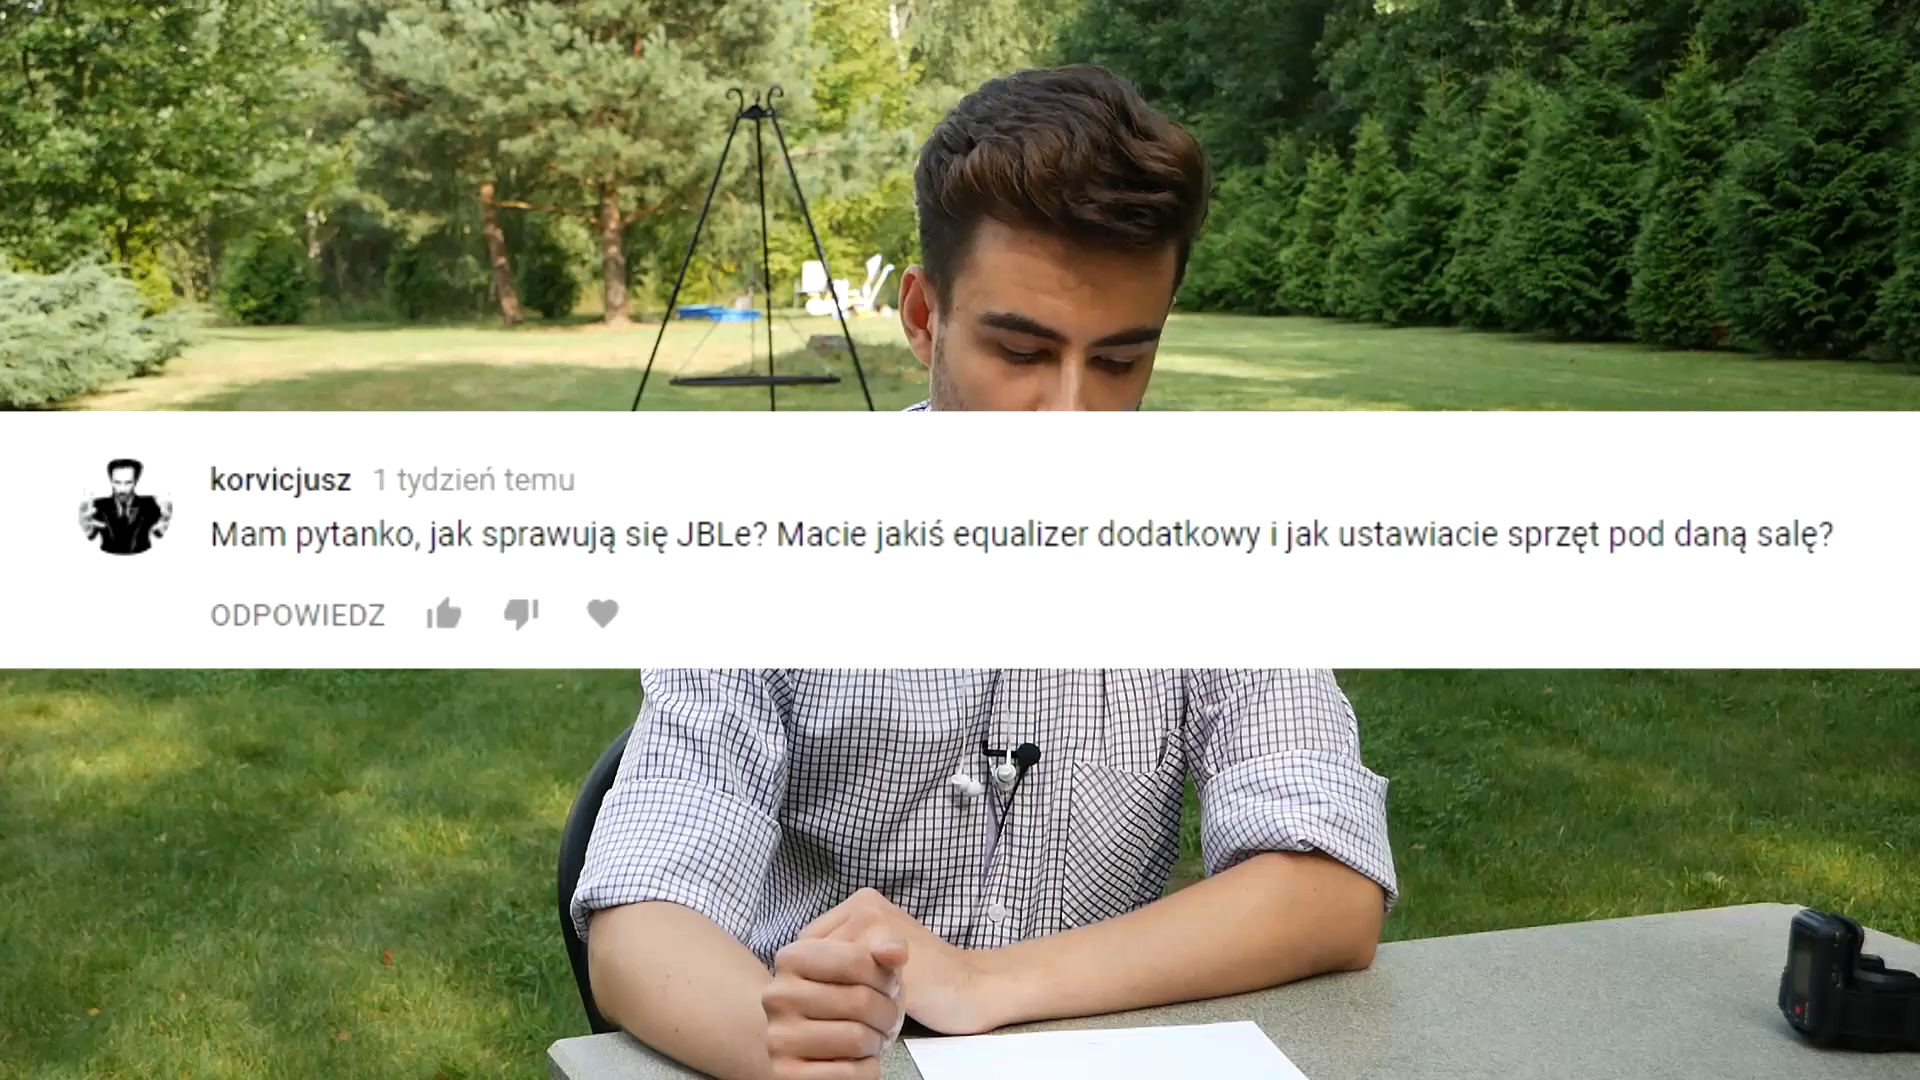 korvicjusz 1 tydzień temu
Mam pytanko, jak sprawują się JBLe? Macie jakiś equalizer dodatkowy i jak ustawiacie sprzęt pod daną salę?
ODPOWIEDZ